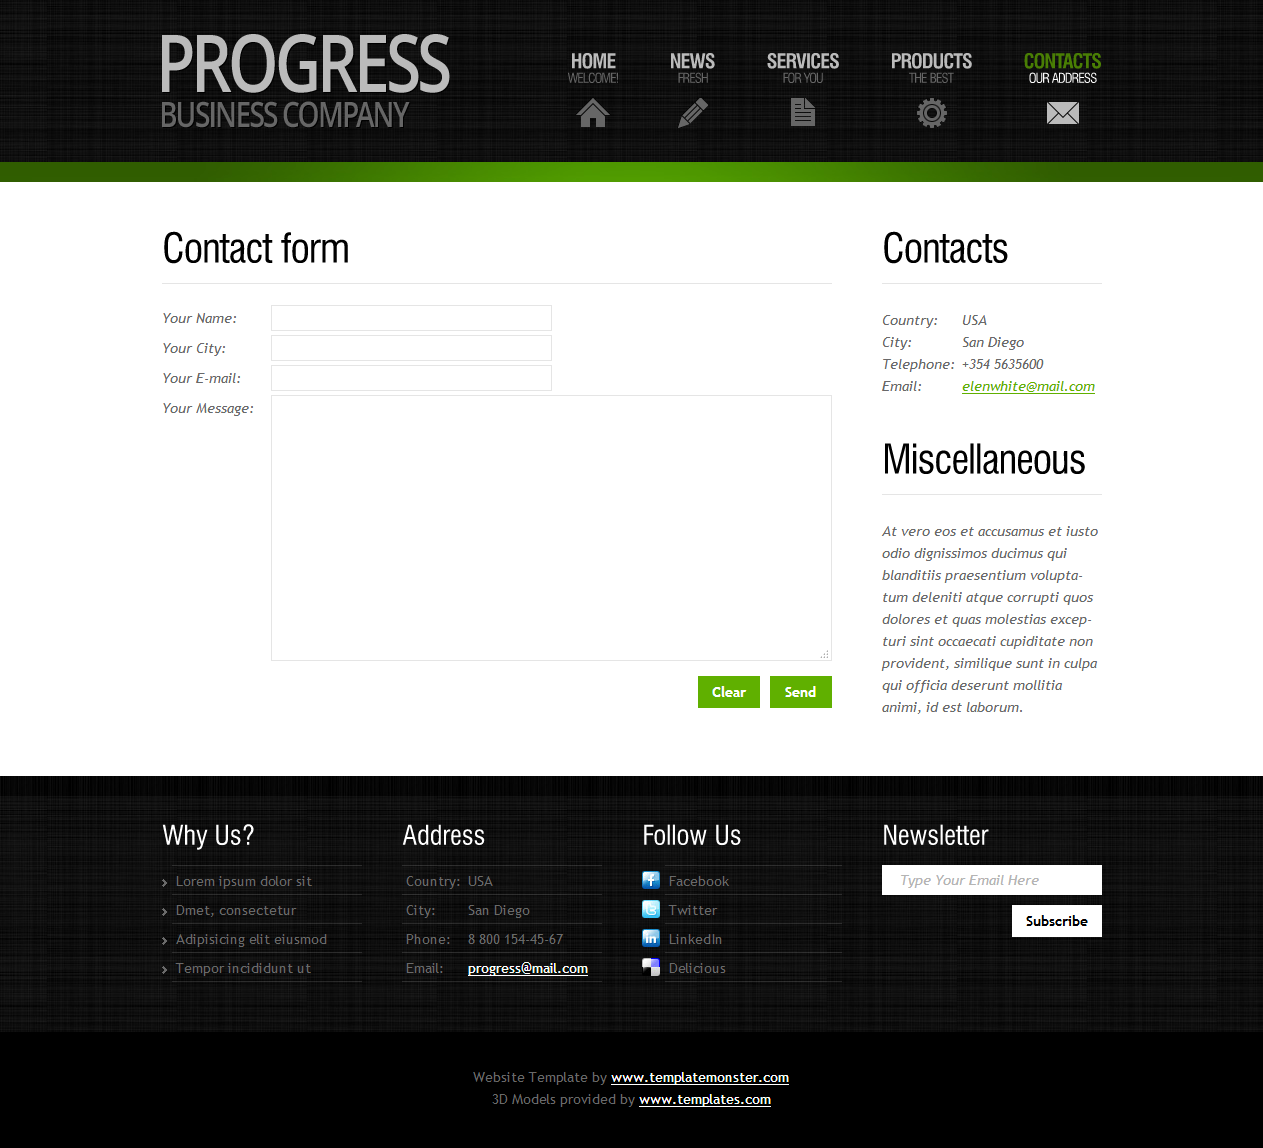 PROGRESS
BUSINESS COMPANY
HOME
WELCOME!
NEWS
FRESH
SERVICES
FOR YOU
PRODUCTS
THE BEST
CONTACTS
OUR ADDRESS
Contact form
Your Name:
Your City:
Your E-mail:
Your Message:
Clear
Send
Contacts
Country: USA
City: San Diego
Telephone: +354 5635600
Email: elenwhite@mail.com
Miscellaneous
At vero eos et accusamus et iusto
odio dignissimos ducimus qui
blanditiis praesentium volupta-
tum deleniti atque corrupti quos
dolores et quas molestias excep-
turi sint occaecati cupiditate non
provident, similique sunt in culpa
qui officia deserunt mollitia
animi, id est laborum.
Why Us?
Lorem ipsum dolor sit
Dmet, consectetur
Adipisicing elit eiusmod
Tempor incididunt ut
Address
Country: USA
City: San Diego
Phone: 8 800 154-45-67
Email: progress@mail.com
Follow Us
Facebook
Twitter
LinkedIn
Delicious
Newsletter
Type Your Email Here
Subscribe
Website Template by www.templatemonster.com
3D Models provided by www.templates.com